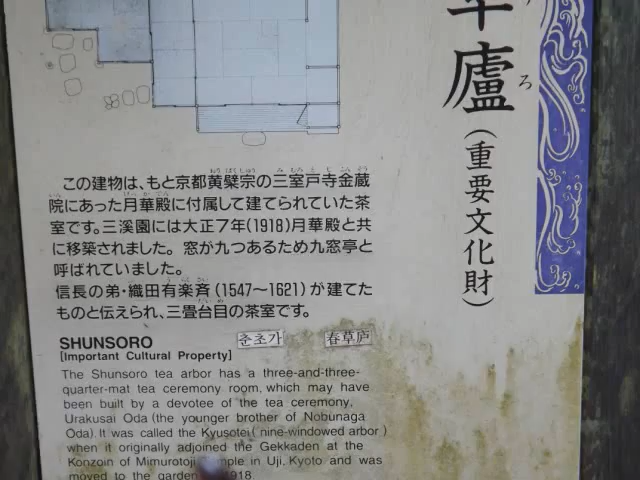 草廬
ろ
(重要文化財)
この建物は、もと京都黄檗宗の三室戸寺金蔵
院にあった月華殿に付属して建てられていた茶
室です。三溪園には大正7年(1918)月華殿と共
に移築されました。窓が九つあるため九窓亭と
呼ばれていました。
信長の弟・織田有楽斉(1547〜1621)が建てた
ものと伝えられ、三畳台目の茶室です。
SHUNSORO 춘초가 春草庐
[Important Cultural Property]
The Shunsoro tea arbor has a three-and-three-
quarter-mat tea ceremony room, which may have
been built by a devotee of the tea ceremony,
Urakusai Oda (the younger brother of Nobunaga
Oda). It was called the Kyusotei( nine-windowed arbor )
when it originally adjoined the Gekkaden at the
Konzoin of Mimurotoji in Uji, Kyoto and was
moved to the garden 1918.